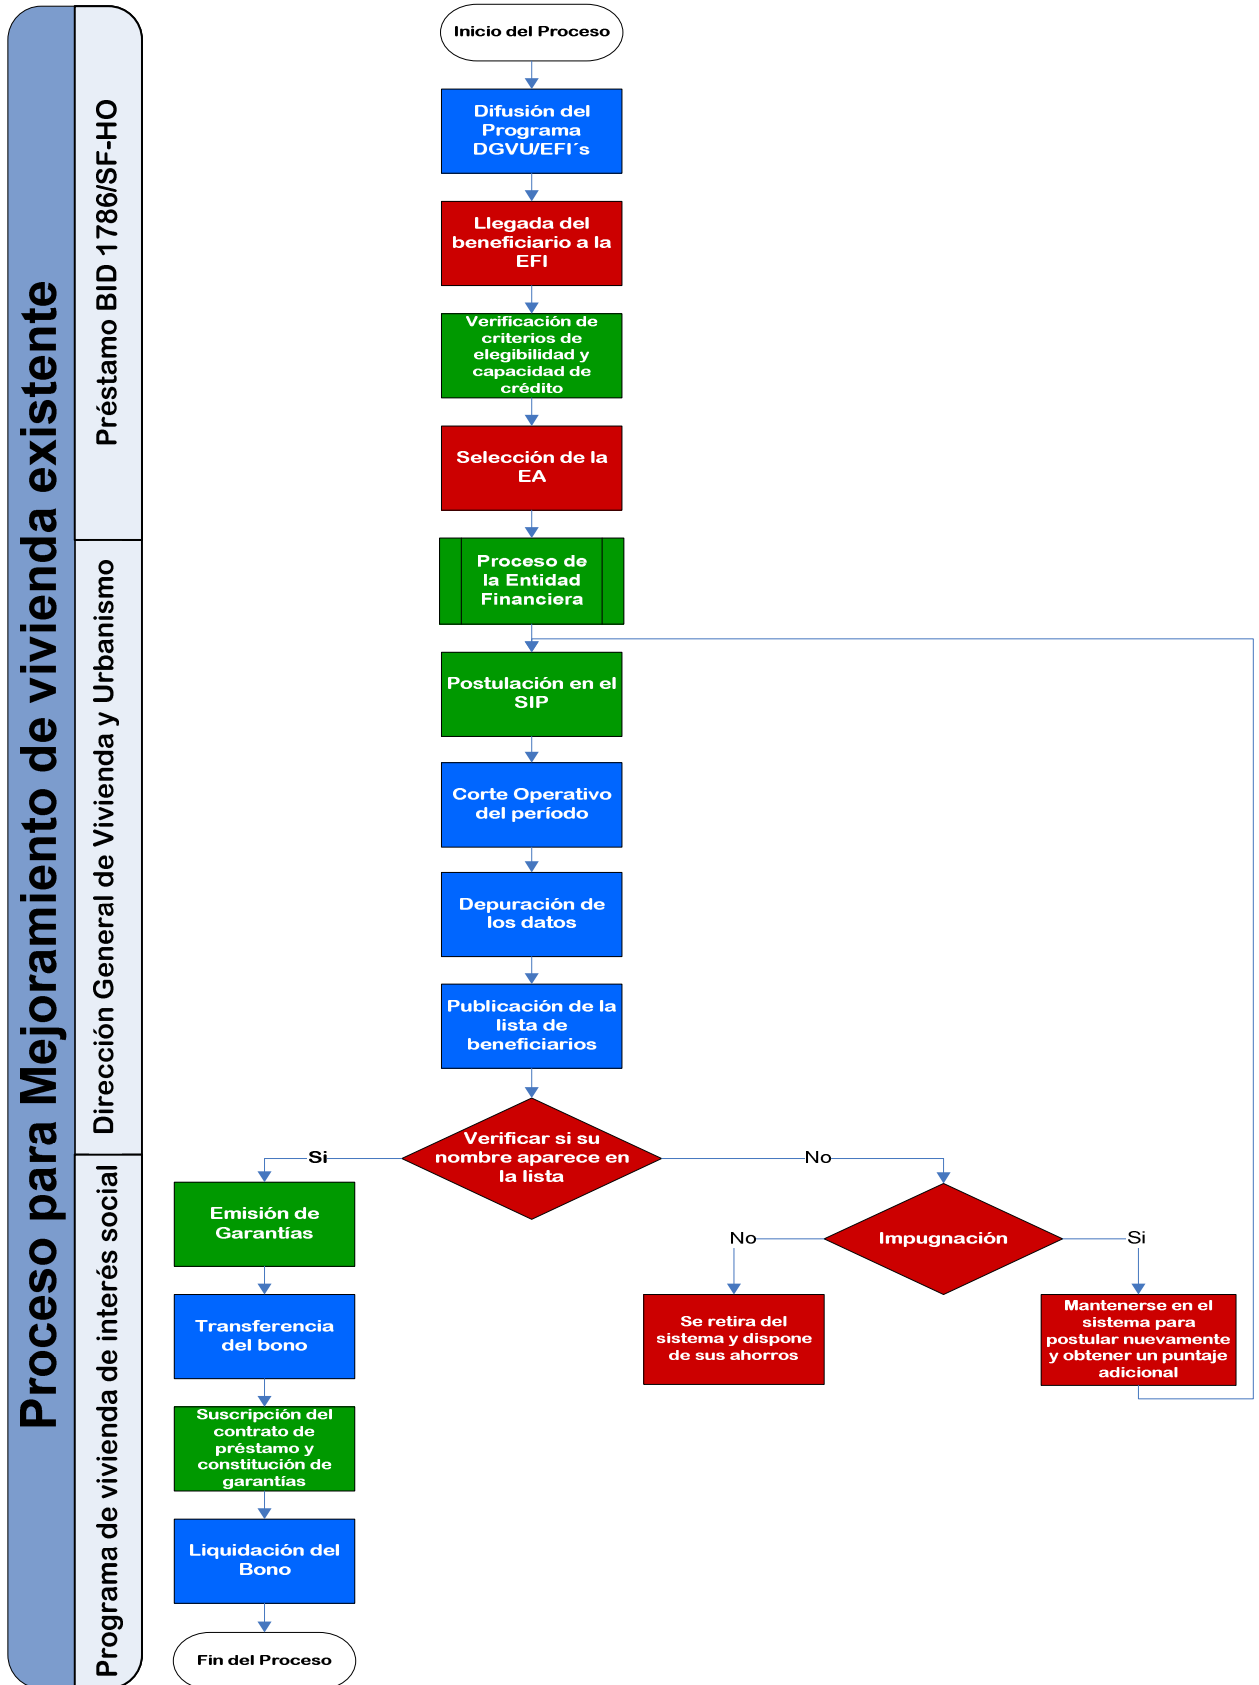 Proceso para Mejoramiento de vivienda existente
Préstamo BID 1786/SF-HO
Dirección General de Vivienda y Urbanismo
Programa de vivienda de interés social
Inicio del Proceso
Difusión del
Programa
DGVU/EFI´s
Llegada del
beneficiario a la
EFI
Verificación de
criterios de
elegibilidad y
capacidad de
crédito
Selección de la
EA
Proceso de
la Entidad
Financiera
Postulación en el
SIP
Corte Operativo
del período
Depuración de
los datos
Publicación de la
lista de
beneficiarios
Verificar si su
nombre aparece en
la lista
Si
No
Emisión de
Garantías
Impugnación
No
Si
Transferencia
del bono
Se retira del
sistema y dispone
de sus ahorros
Mantenerse en el
sistema para
postular nuevamente
y obtener un puntaje
adicional
Suscripción del
contrato de
préstamo y
constitución de
garantías
Liquidación del
Bono
Fin del Proceso